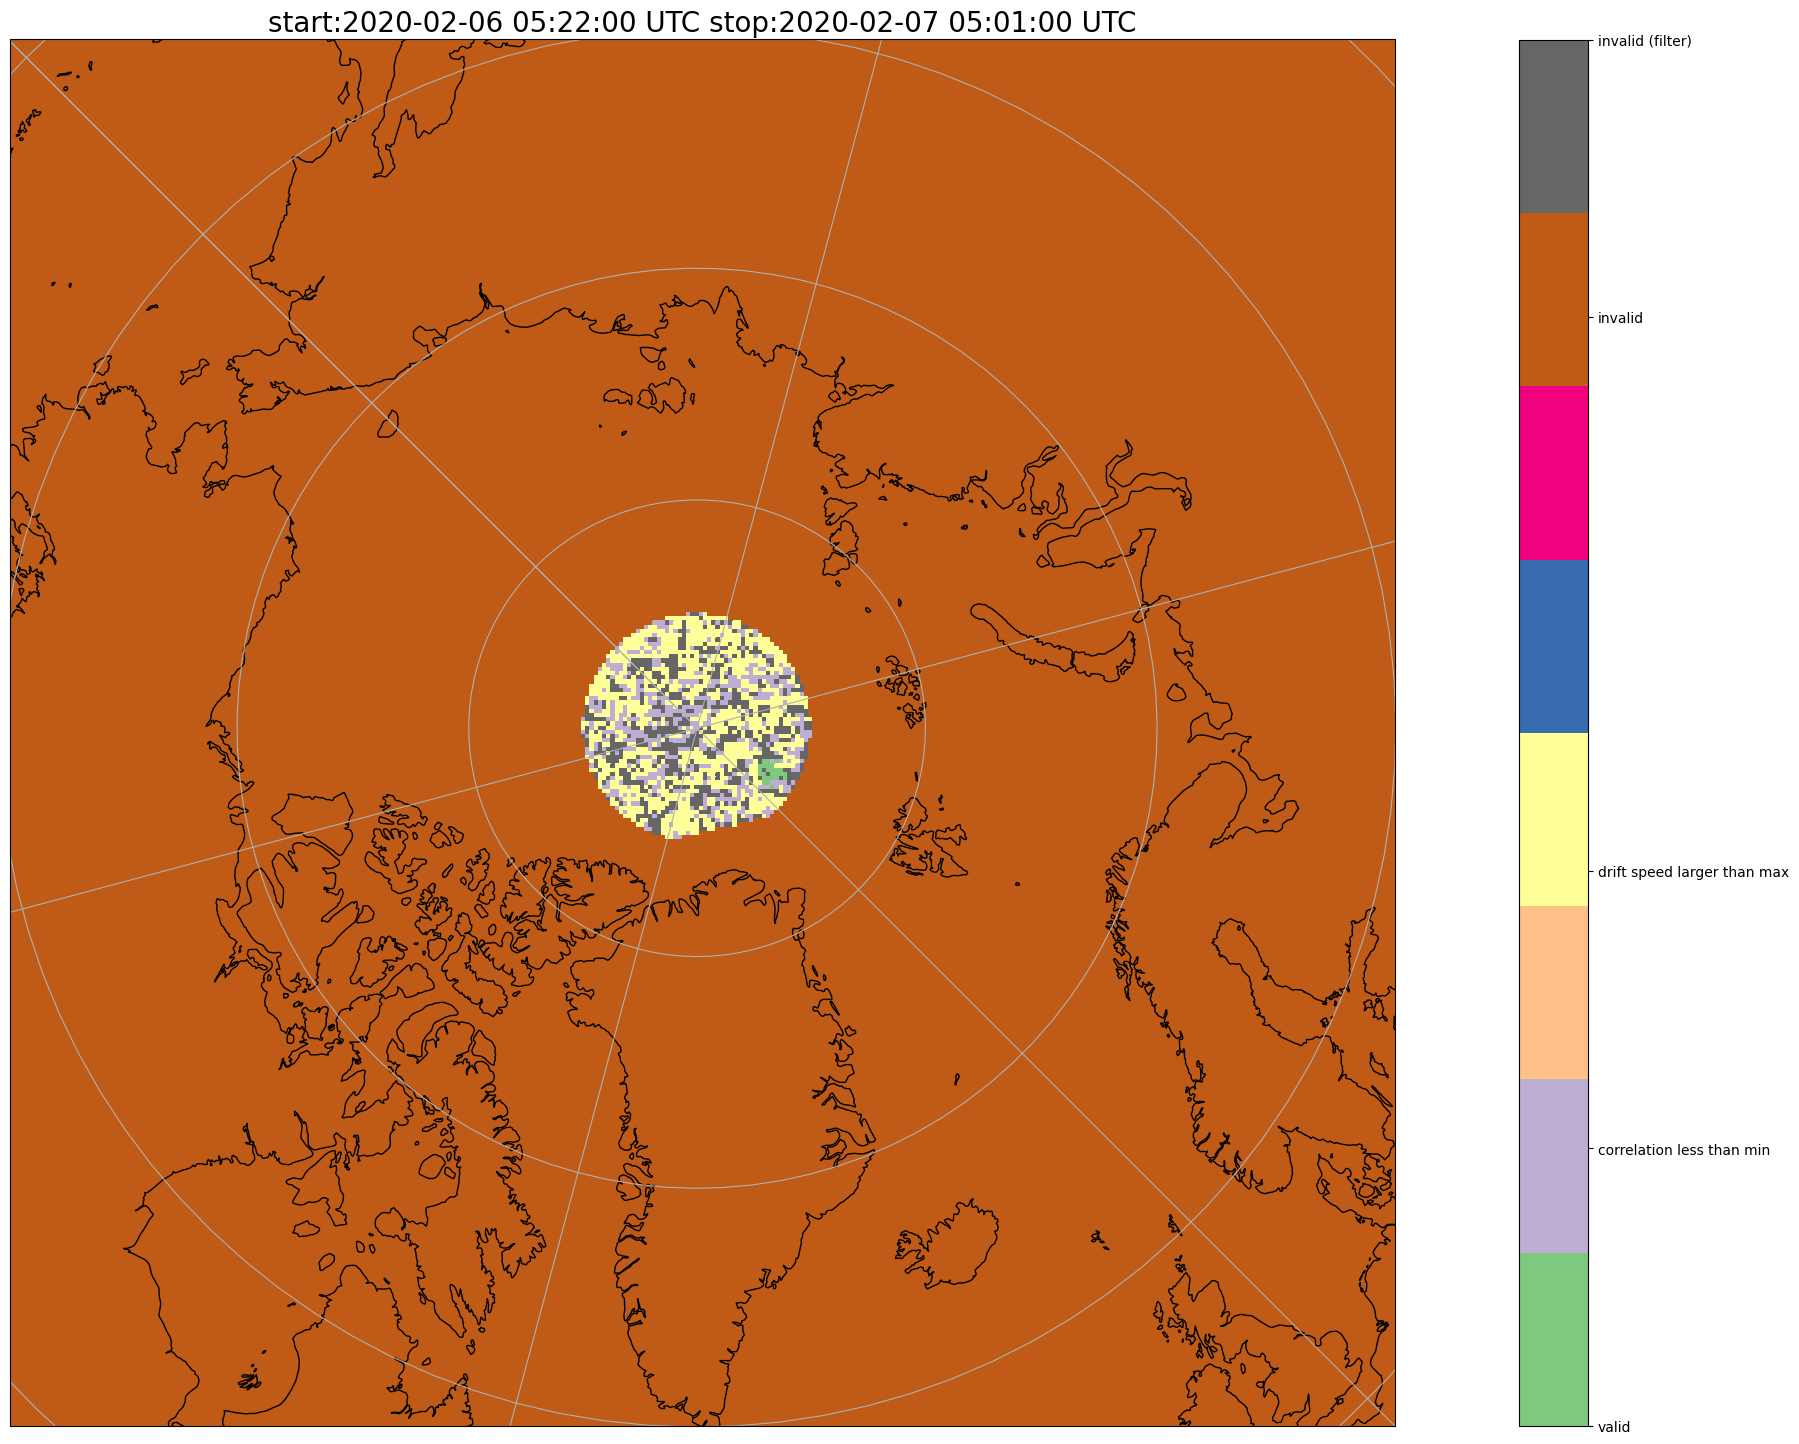 start:2020-02-06 05:22:00 UTC stop:2020-02-07 05:01:00 UTC
invalid (filter)
invalid
drift speed larger than max
correlation less than min
valid